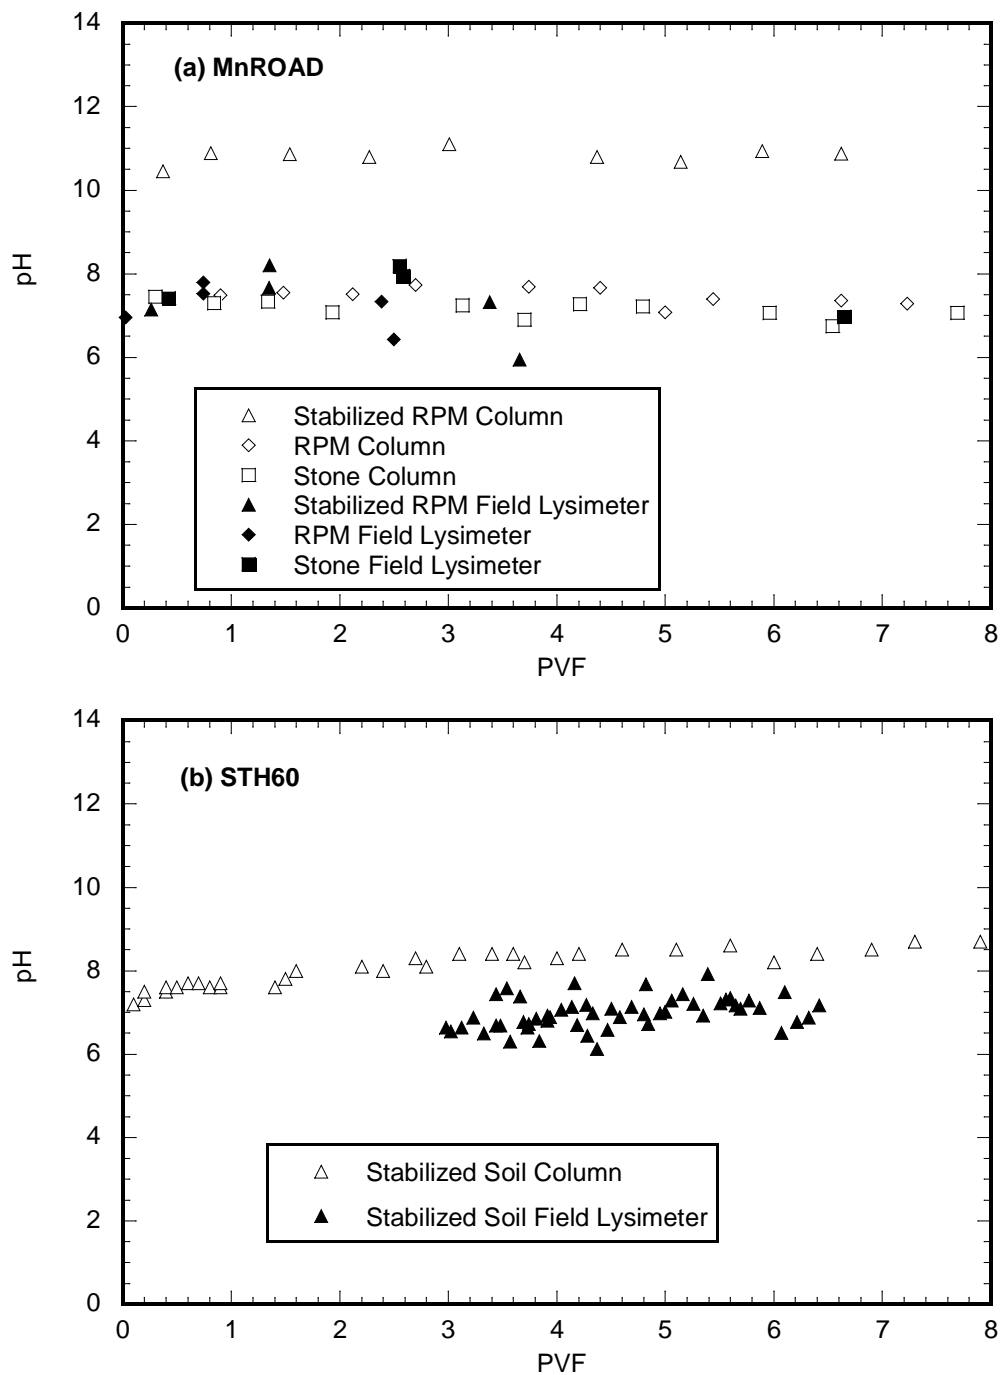 14
12
10
8
6
4
2
0
pH
(a) MnROAD
Stabilized RPM Column
RPM Column
Stone Column
Stabilized RPM Field Lysimeter
RPM Field Lysimeter
Stone Field Lysimeter
0 1 2 3 4 5 6 7 8
PVF
14
12
10
8
6
4
2
0
pH
(b) STH60
Stabilized Soil Column
Stabilized Soil Field Lysimeter
0 1 2 3 4 5 6 7 8
PVF